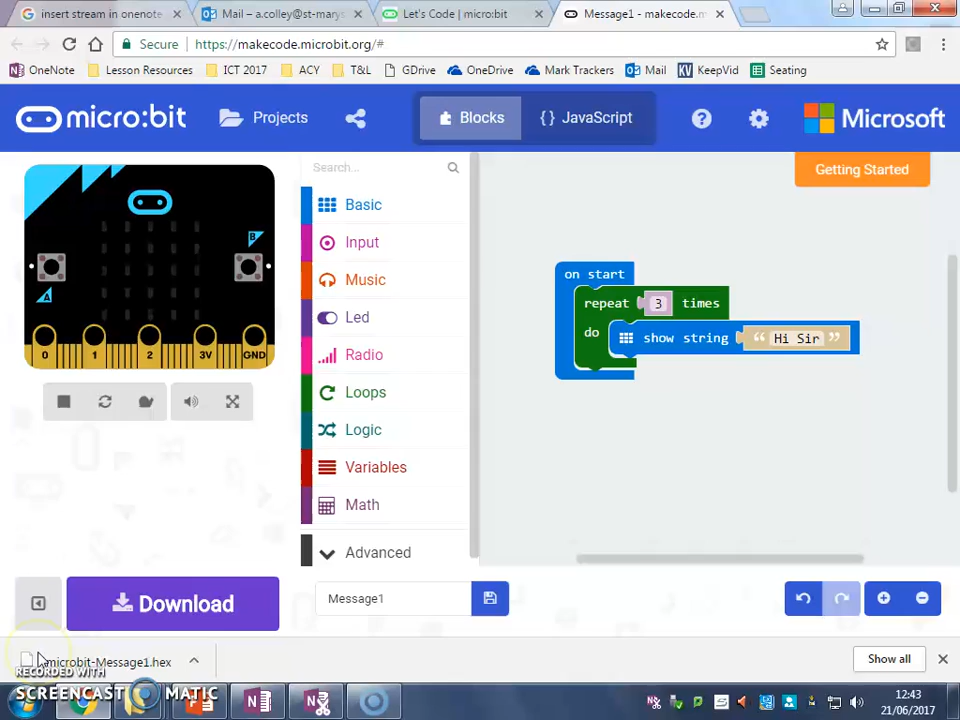 insert stream in onenote
Mail – a.colley@st-mary
Let's Code | micro:bit
Message1 - makecode.m
Secure
https://makecode.microbit.org/#
OneNote
Lesson Resources
ICT 2017
ACY
T&L
GDrive
OneDrive
Mark Trackers
Mail
KV KeepVid
Seating
micro:bit
Projects
Blocks
{} JavaScript
?
Microsoft
Getting Started
Search...
Basic
Input
Music
Led
Radio
Loops
Logic
Variables
Math
Advanced
A
B
0 1 2 3V GND
on start
repeat 3 times
do show string “ Hi Sir ”
Download
Message1
microbit-Message1.hex
Show all
RECORDED WITH
SCREENCAST MATIC
12:43
21/06/2017